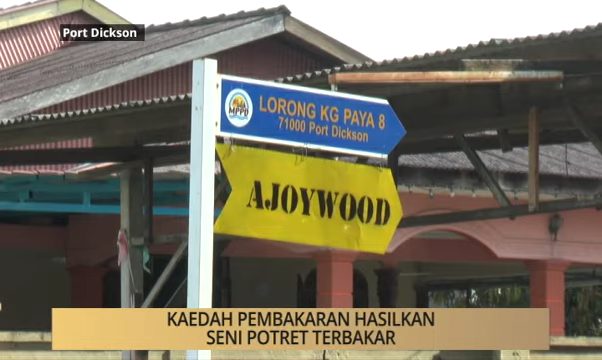 Port Dickson
MPPD
LORONG KG PAYA 8
71000 Port Dickson
AJOYWOOD
KAEDAH PEMBAKARAN HASILKAN
SENI POTRET TERBAKAR